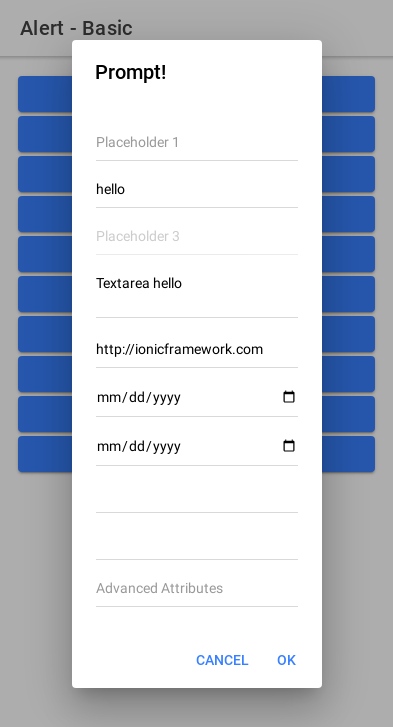 Alert - Basic
Prompt!
Placeholder 1
hello
Placeholder 3
Textarea hello
http://ionicframework.com
mm/dd/yyyy
mm/dd/yyyy
Advanced Attributes
CANCEL OK